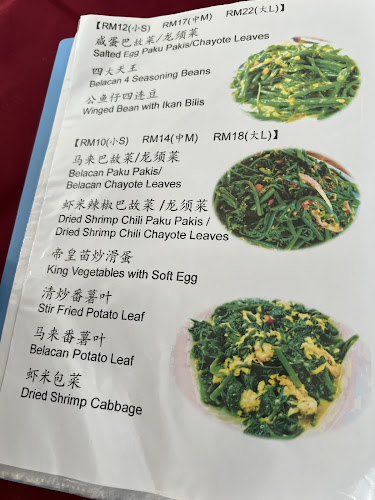 【RM12(小S) RM17(中M) RM22(大L)】
咸蛋巴故菜/龙须菜
Salted Egg Paku Pakis/Chayote Leaves
四大天王
Belacan 4 Seasoning Beans
公鱼仔四连豆
Winged Bean with Ikan Bilis
【RM10(小S) RM14(中M) RM18(大L)】
马来巴故菜/龙须菜
Belacan Paku Pakis/
Belacan Chayote Leaves
虾米辣椒巴故菜 /龙须菜
Dried Shrimp Chili Paku Pakis /
Dried Shrimp Chili Chayote Leaves
帝皇苗炒滑蛋
King Vegetables with Soft Egg
清炒番薯叶
Stir Fried Potato Leaf
马来番薯叶
Belacan Potato Leaf
虾米包菜
Dried Shrimp Cabbage